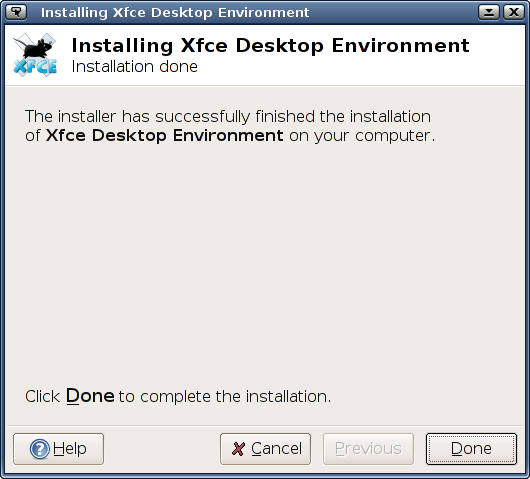 Installing Xfce Desktop Environment
Installing Xfce Desktop Environment
XFCE
Installation done
The installer has successfully finished the installation
of Xfce Desktop Environment on your computer.
Click Done to complete the installation.
Help
Cancel
Previous
Done